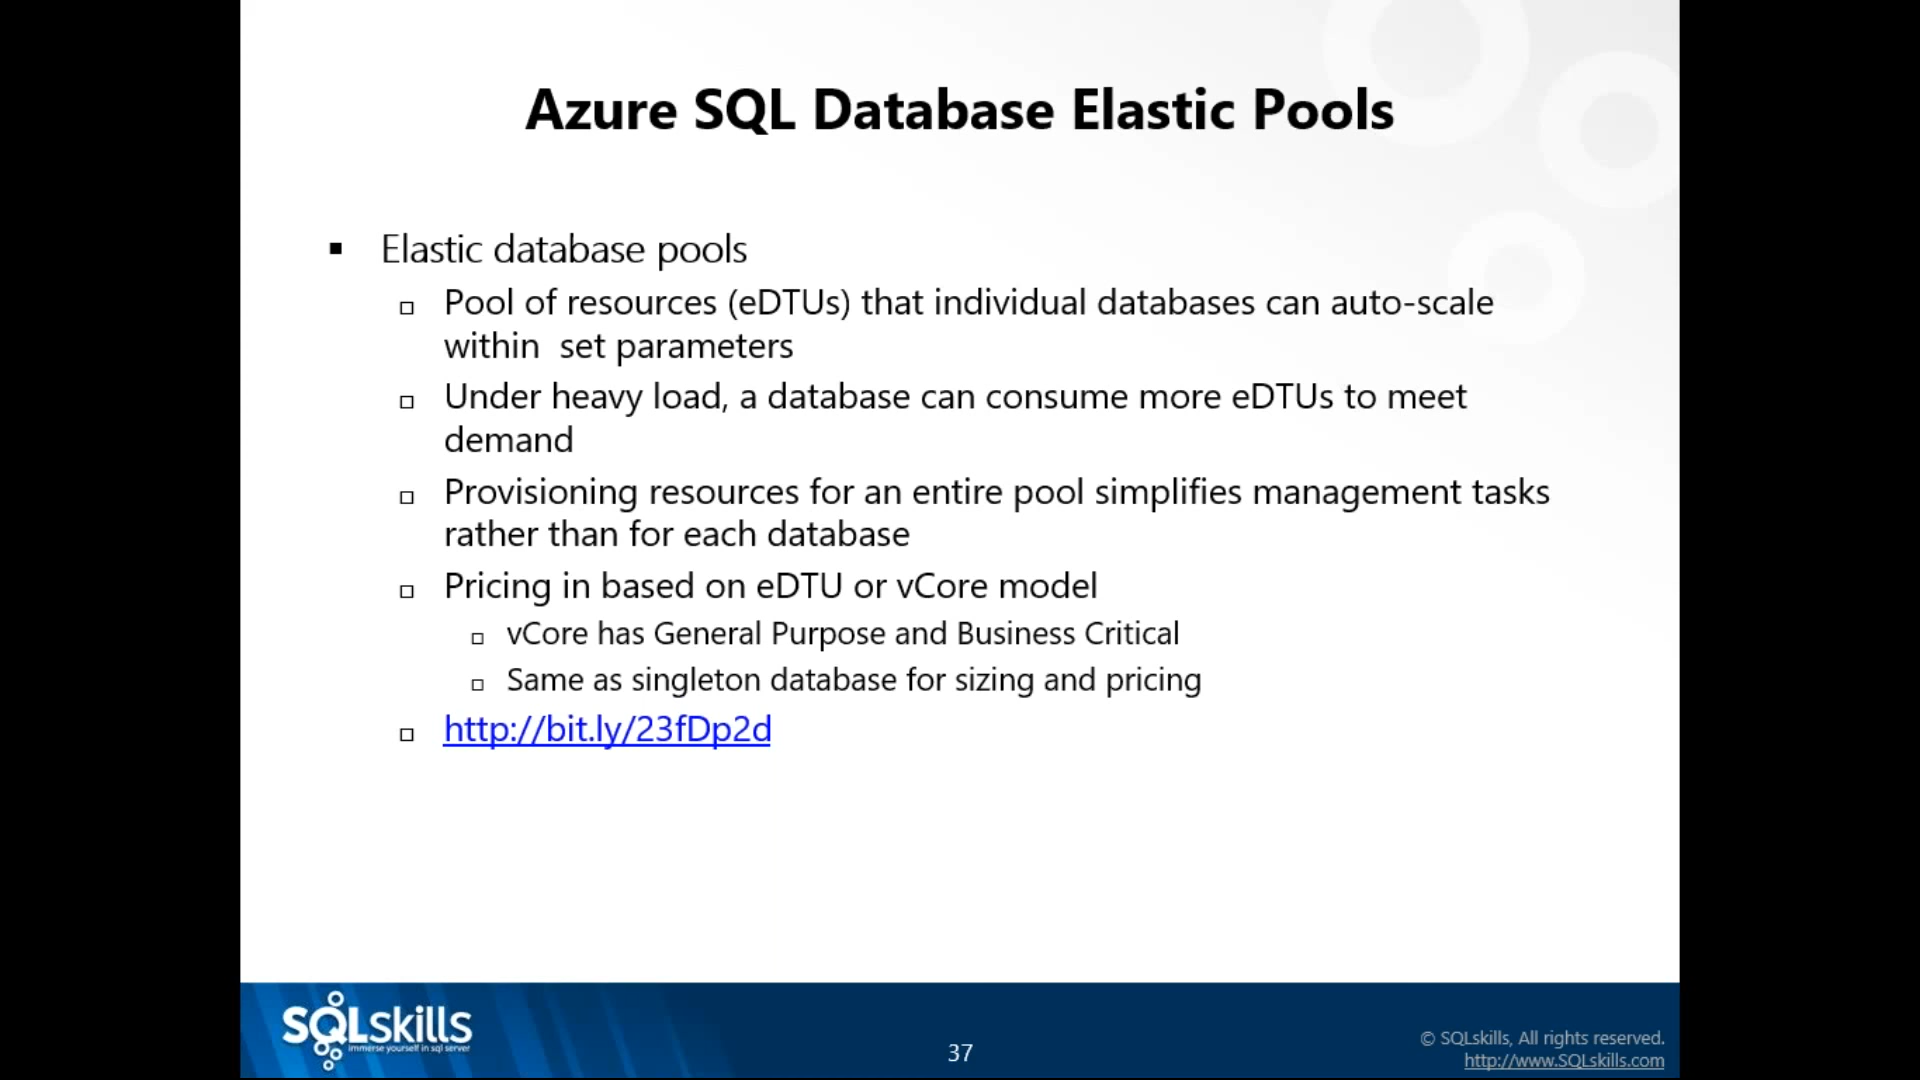 Azure SQL Database Elastic Pools
Elastic database pools
Pool of resources (eDTUs) that individual databases can auto-scale
within  set parameters
Under heavy load, a database can consume more eDTUs to meet
demand
Provisioning resources for an entire pool simplifies management tasks
rather than for each database
Pricing in based on eDTU or vCore model
vCore has General Purpose and Business Critical
Same as singleton database for sizing and pricing
http://bit.ly/23fDp2d
SQLskills
immerse yourself in sql server
37
© SQLskills, All rights reserved.
http://www.SQLskills.com